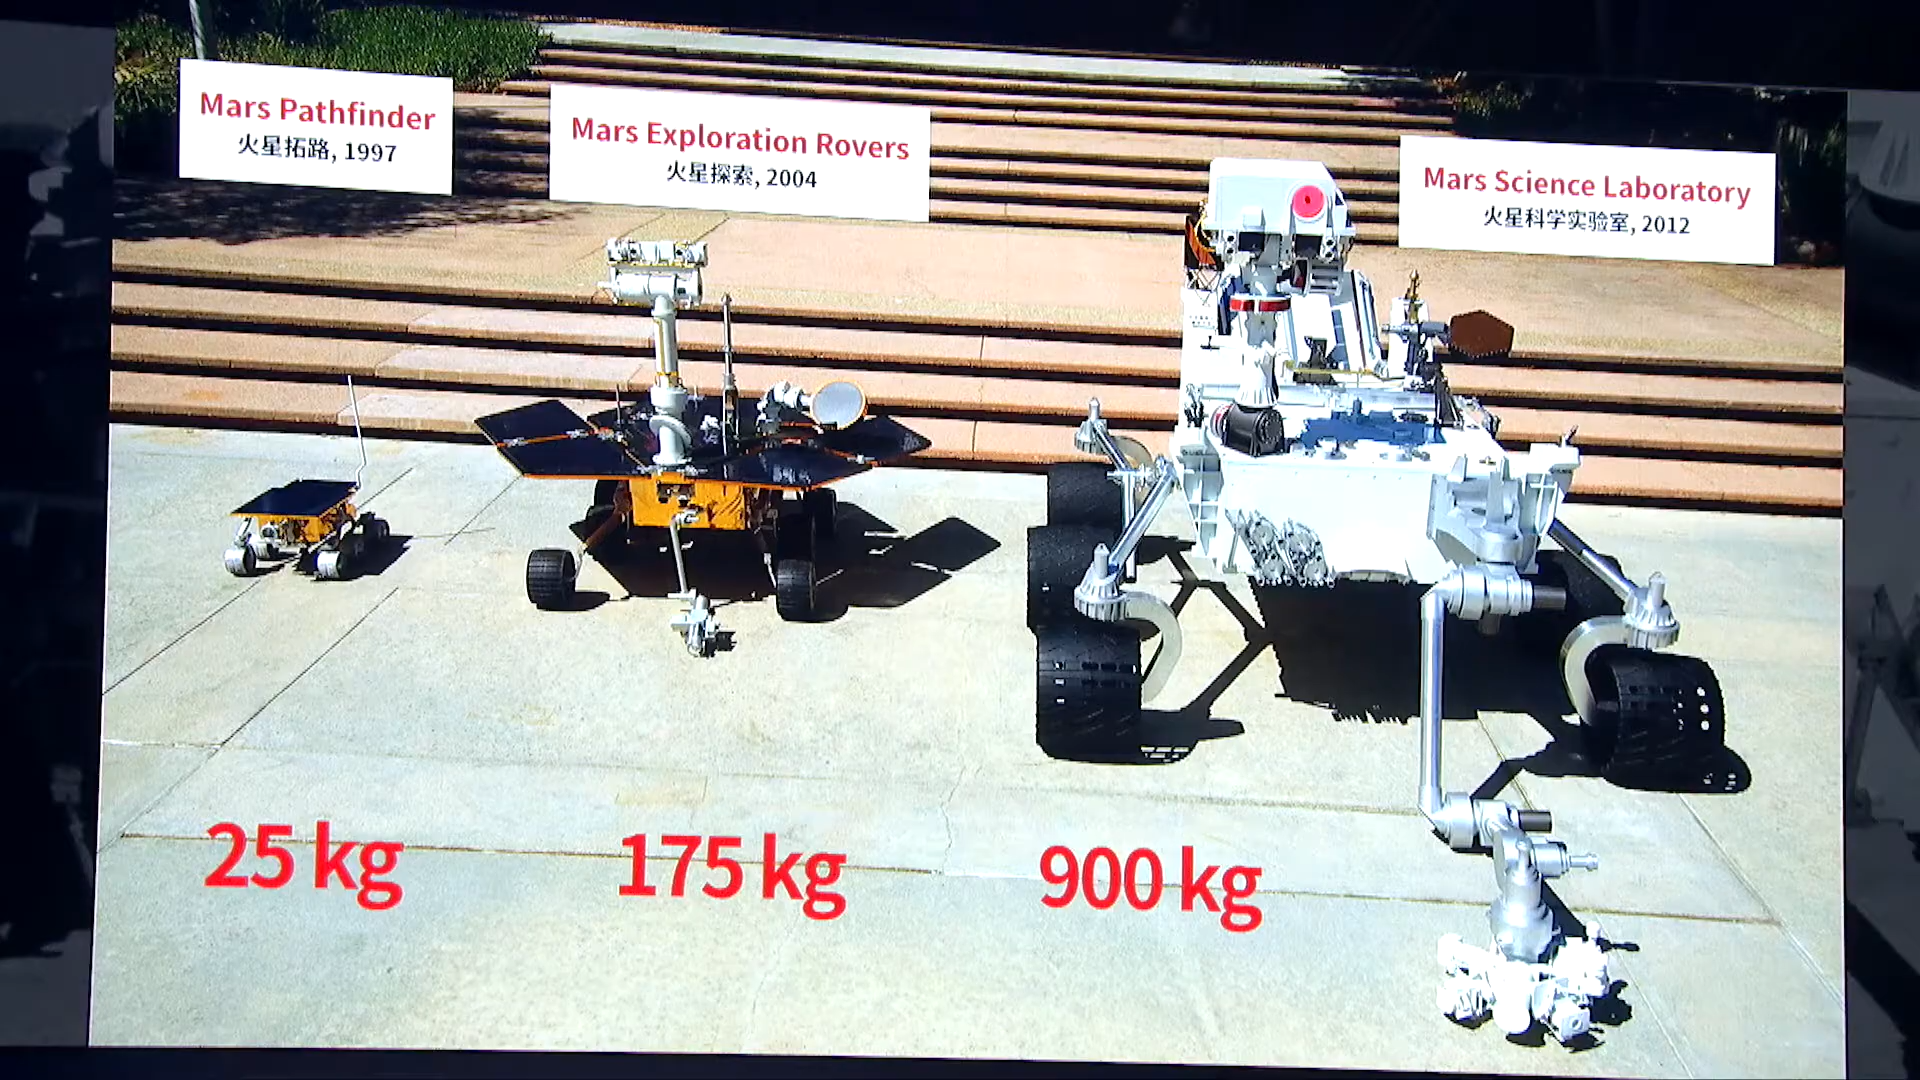 Mars Pathfinder
火星拓路, 1997
Mars Exploration Rovers
火星探索, 2004
Mars Science Laboratory
火星科学实验室, 2012
25 kg
175 kg
900 kg